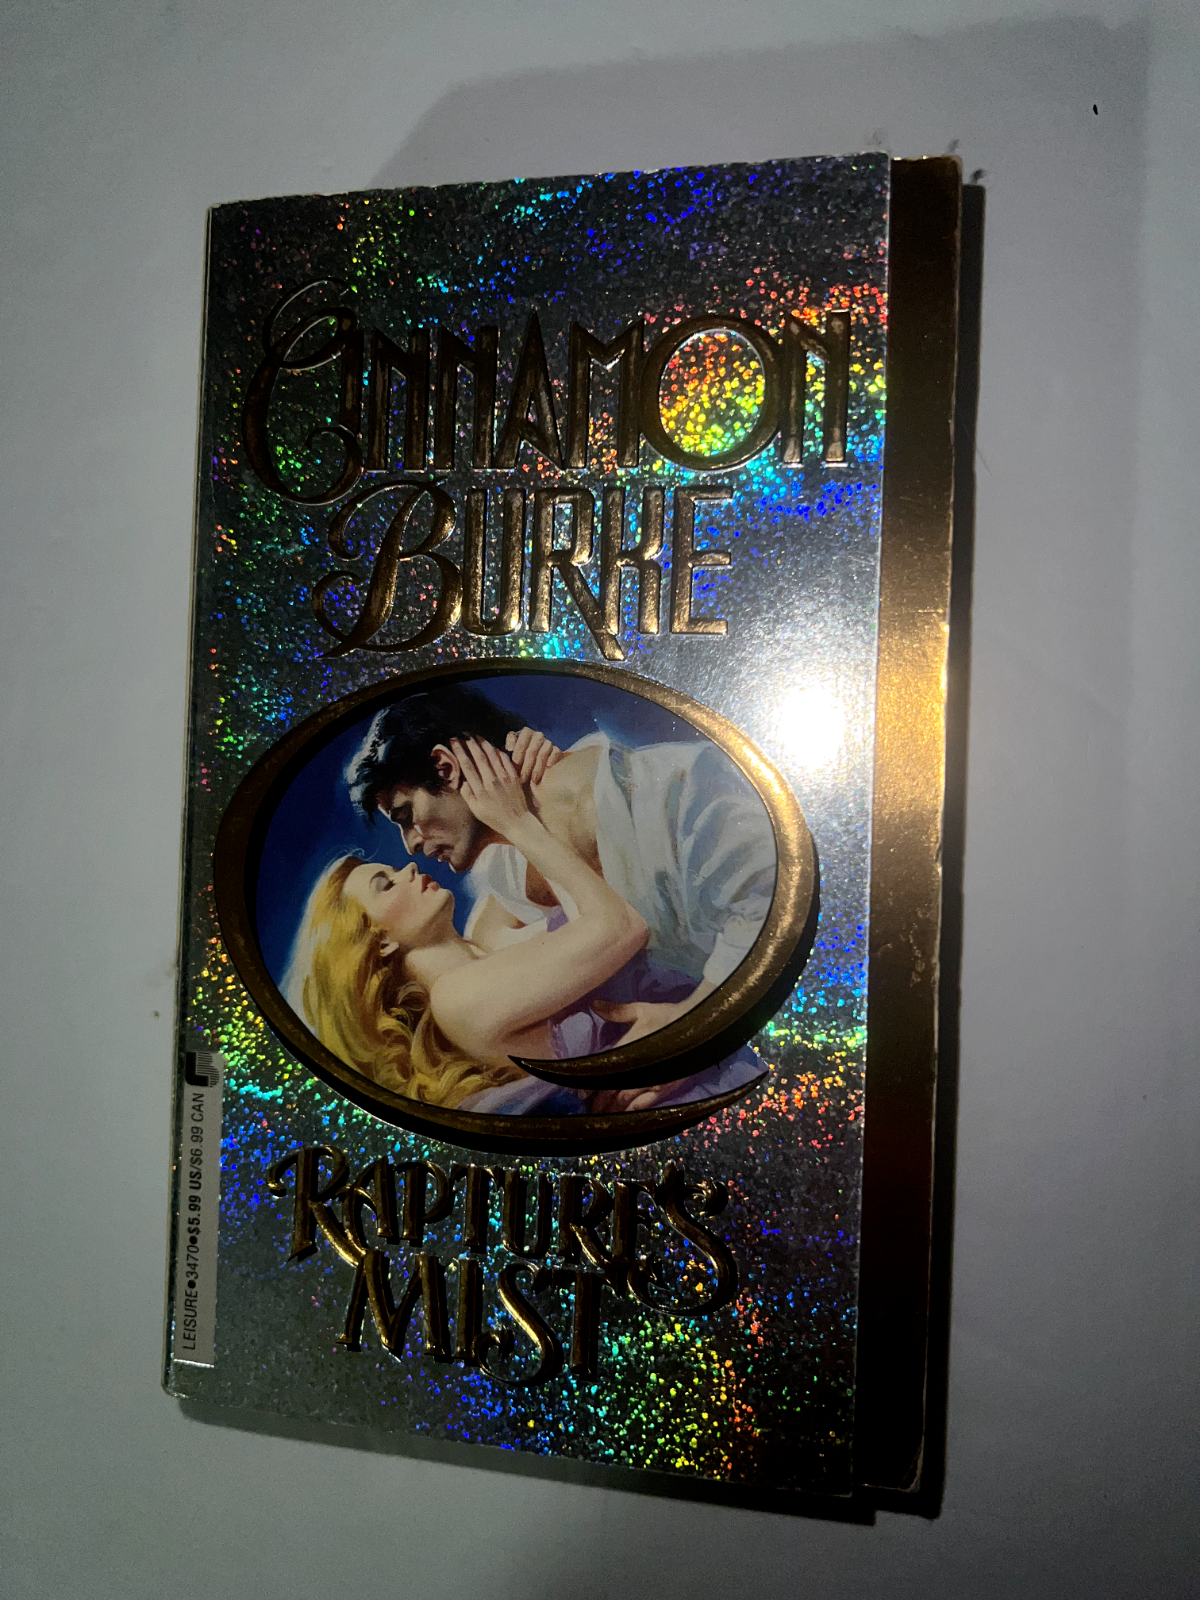 CINNAMON
BURKE
RAPTURE'S
MIST
LEISURE•3470•$5.99 US/$6.99 CAN